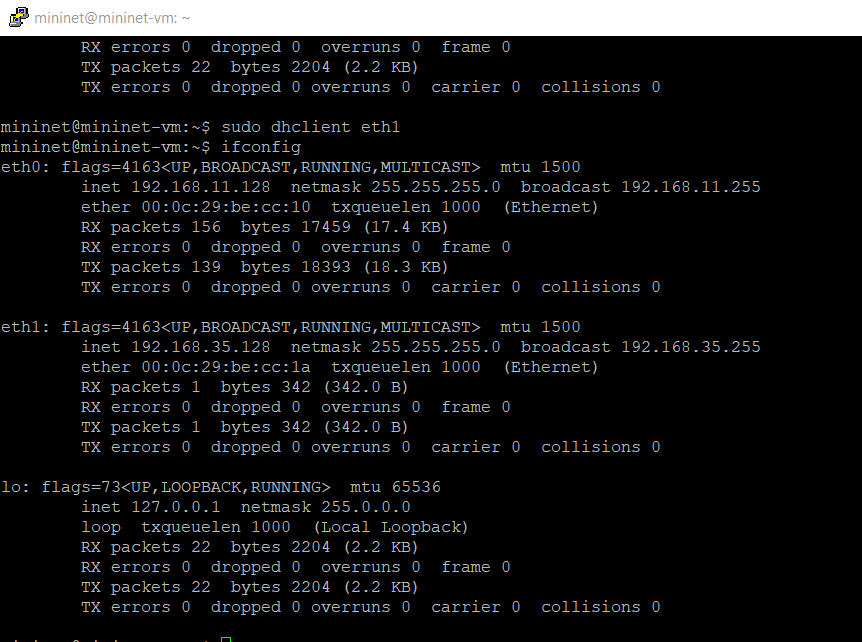 mininet@mininet-vm: ~
RX errors 0  dropped 0  overruns 0  frame 0
TX packets 22  bytes 2204 (2.2 KB)
TX errors 0  dropped 0 overruns 0  carrier 0  collisions 0
mininet@mininet-vm:~$ sudo dhclient eth1
mininet@mininet-vm:~$ ifconfig
eth0: flags=4163<UP,BROADCAST,RUNNING,MULTICAST>  mtu 1500
inet 192.168.11.128  netmask 255.255.255.0  broadcast 192.168.11.255
ether 00:0c:29:be:cc:10  txqueuelen 1000  (Ethernet)
RX packets 156  bytes 17459 (17.4 KB)
RX errors 0  dropped 0  overruns 0  frame 0
TX packets 139  bytes 18393 (18.3 KB)
TX errors 0  dropped 0 overruns 0  carrier 0  collisions 0
eth1: flags=4163<UP,BROADCAST,RUNNING,MULTICAST>  mtu 1500
inet 192.168.35.128  netmask 255.255.255.0  broadcast 192.168.35.255
ether 00:0c:29:be:cc:1a  txqueuelen 1000  (Ethernet)
RX packets 1  bytes 342 (342.0 B)
RX errors 0  dropped 0  overruns 0  frame 0
TX packets 1  bytes 342 (342.0 B)
TX errors 0  dropped 0 overruns 0  carrier 0  collisions 0
lo: flags=73<UP,LOOPBACK,RUNNING>  mtu 65536
inet 127.0.0.1  netmask 255.0.0.0
loop  txqueuelen 1000  (Local Loopback)
RX packets 22  bytes 2204 (2.2 KB)
RX errors 0  dropped 0  overruns 0  frame 0
TX packets 22  bytes 2204 (2.2 KB)
TX errors 0  dropped 0 overruns 0  carrier 0  collisions 0